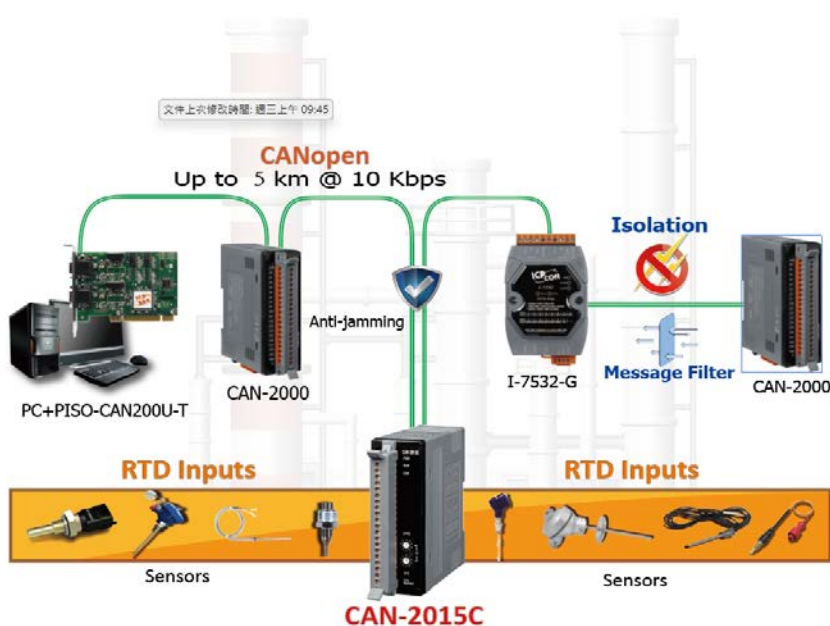 文件上次修改時間: 週三上午 09:45
CANopen
Up to 5 km @ 10 Kbps
Isolation
Anti-jamming
ICP CON
I-7532-G
Message Filter
CAN-2000
CAN-2000
PC+PISO-CAN200U-T
RTD Inputs
RTD Inputs
Sensors
Sensors
CAN-2015C